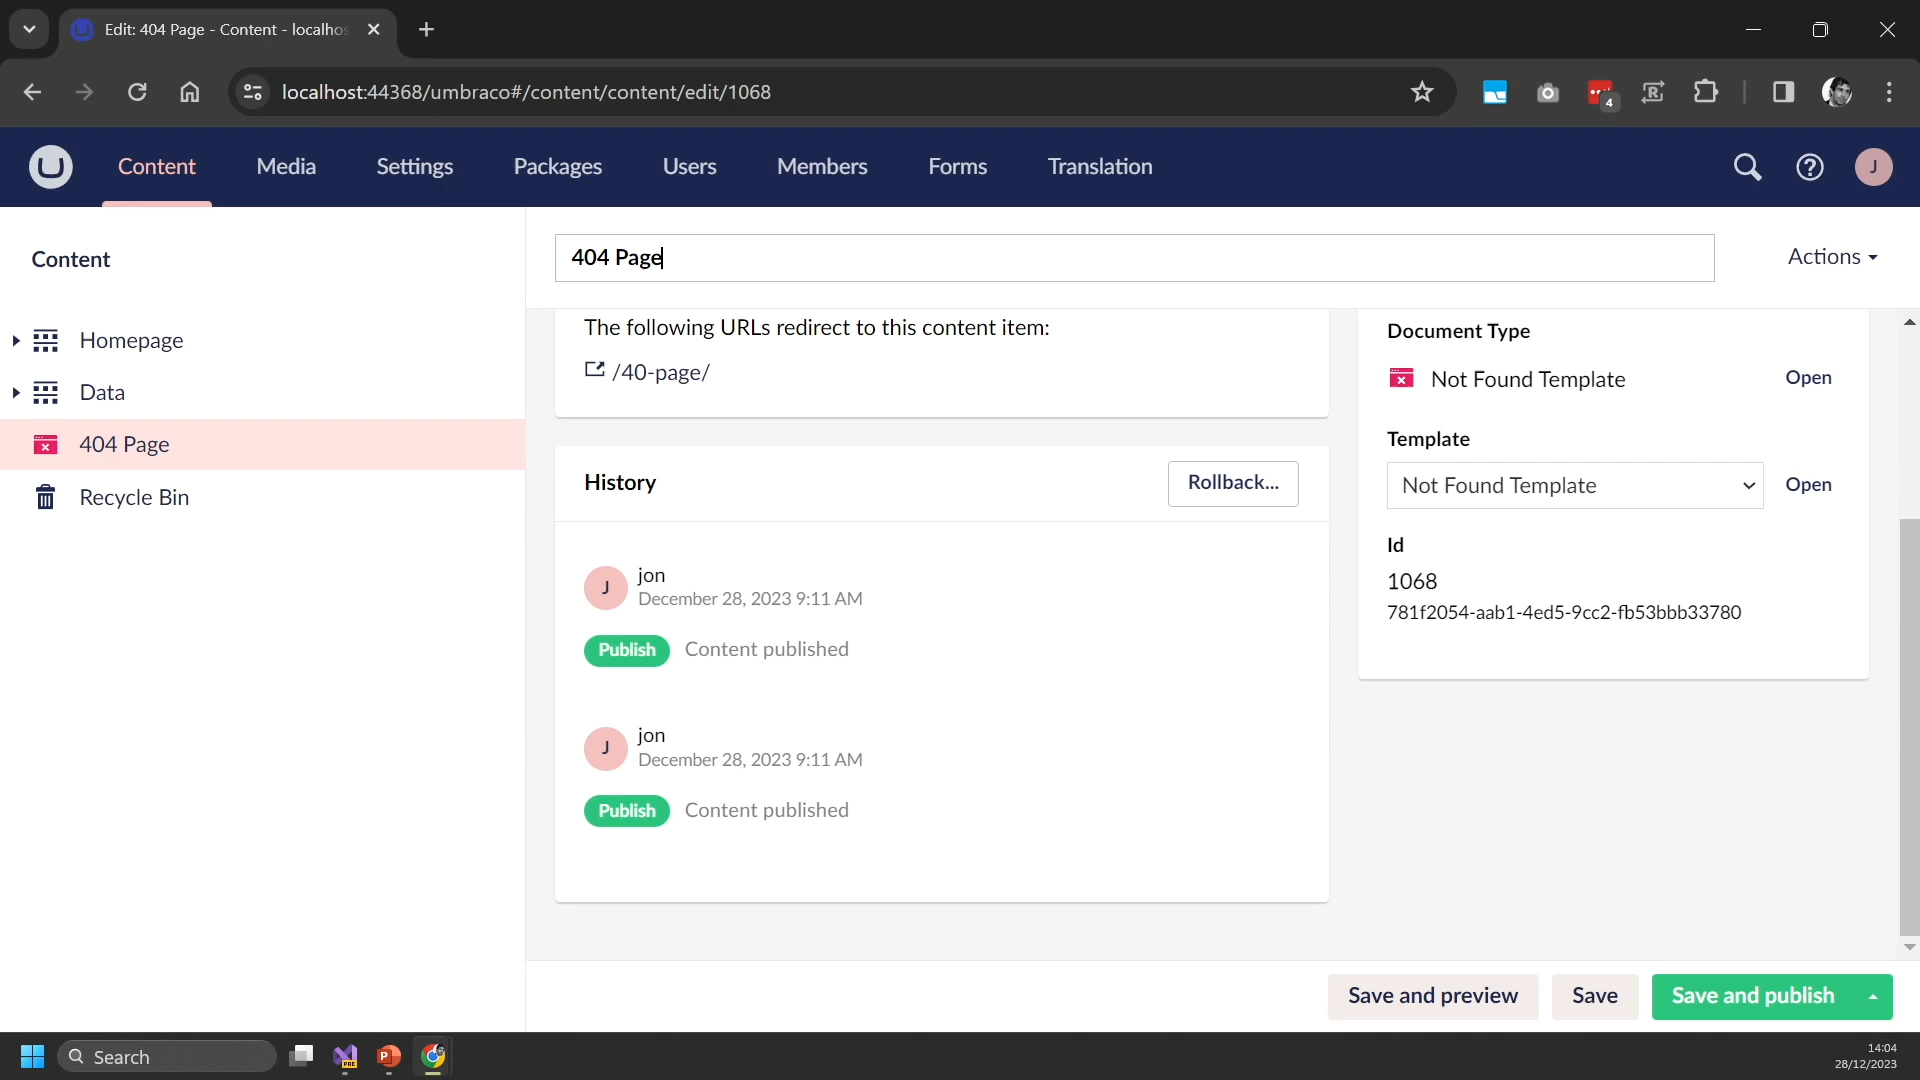 Edit: 404 Page - Content - localhos
localhost:44368/umbraco#/content/content/edit/1068
4
Content
Media
Settings
Packages
Users
Members
Forms
Translation
J
Content
404 Page
Actions
Homepage
Data
404 Page
Recycle Bin
The following URLs redirect to this content item:
/40-page/
Document Type
Not Found Template
Open
Template
Not Found Template
Open
Id
1068
781f2054-aab1-4ed5-9cc2-fb53bbb33780
History
Rollback...
J
jon
December 28, 2023 9:11 AM
Publish
Content published
J
jon
December 28, 2023 9:11 AM
Publish
Content published
Save and preview
Save
Save and publish
Search
PRE
P
14:04
28/12/2023